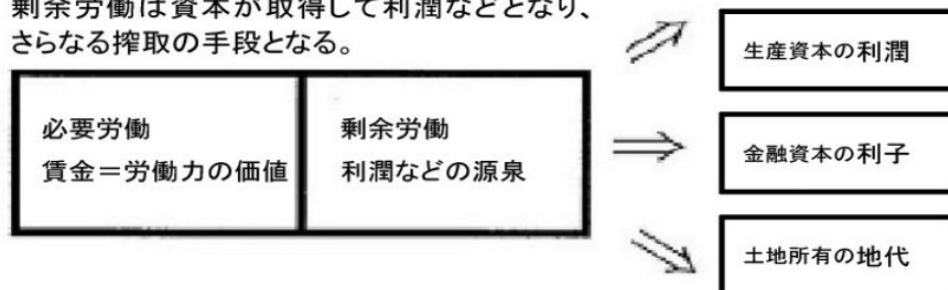 剰余労働は資本が取得して利潤などとなり、
さらなる搾取の手段となる。
必要労働
賃金＝労働力の価値
剰余労働
利潤などの源泉
生産資本の利潤
金融資本の利子
土地所有の地代